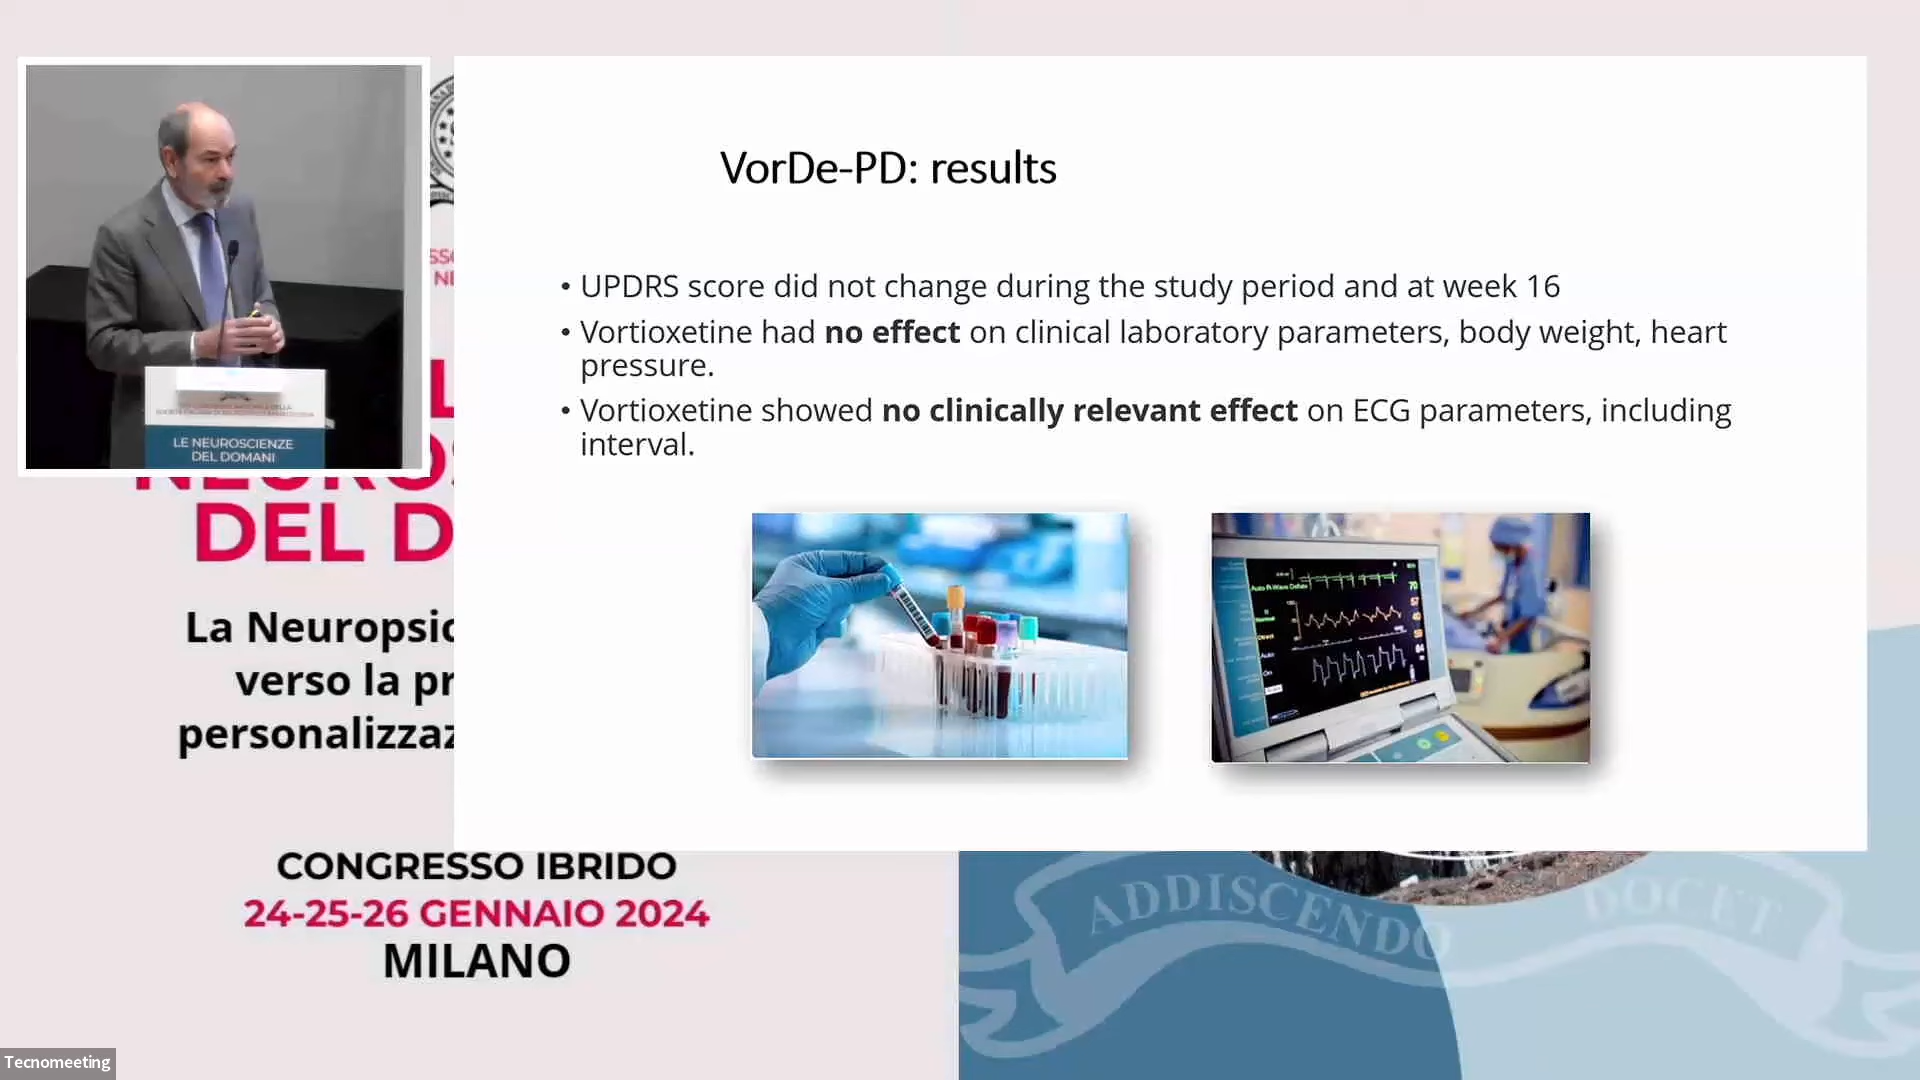 VorDe-PD: results
• UPDRS score did not change during the study period and at week 16
• Vortioxetine had no effect on clinical laboratory parameters, body weight, heart
pressure.
• Vortioxetine showed no clinically relevant effect on ECG parameters, including
interval.
LE NEUROSCIENZE
DEL DOMANI
DEL D
La Neuropsic
verso la pr
personalizzaz
CONGRESSO IBRIDO
24-25-26 GENNAIO 2024
MILANO
ADDISCENDO DOCET
Tecnomeeting